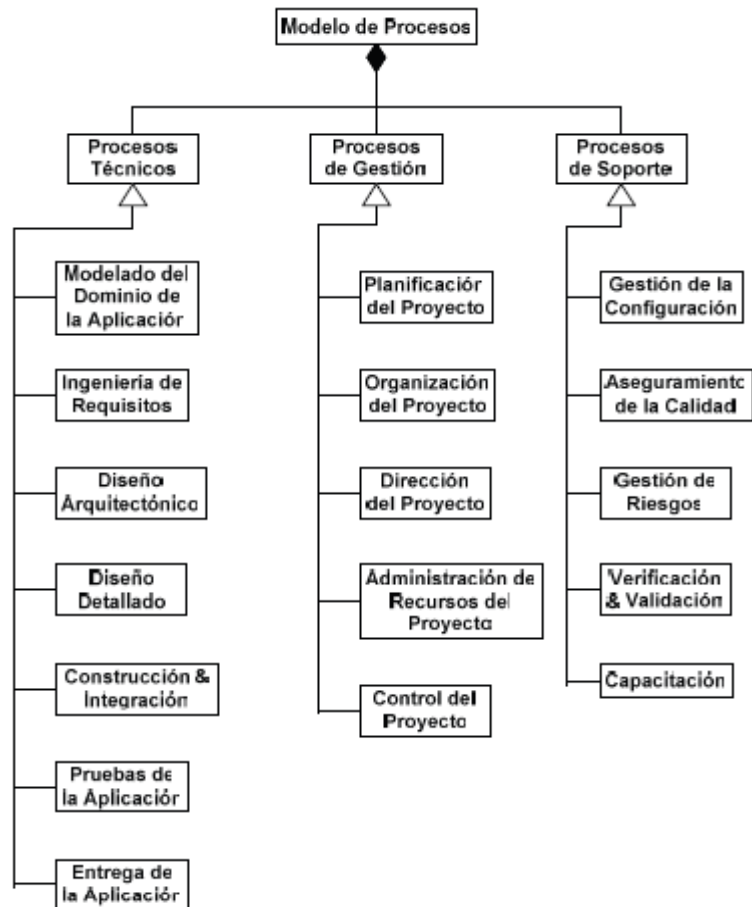 Modelo de Procesos
Procesos
Técnicos
Procesos
de Gestión
Procesos
de Soporte
Modelado del
Dominio de
la Aplicación
Ingeniería de
Requisitos
Diseño
Arquitectónico
Diseño
Detallado
Construcción &
Integración
Pruebas de
la Aplicación
Entrega de
la Aplicación
Planificación
del Proyecto
Organización
del Proyecto
Dirección
del Proyecto
Administración de
Recursos del
Proyecto
Control del
Proyecto
Gestión de la
Configuración
Aseguramiento
de la Calidad
Gestión de
Riesgos
Verificación
& Validación
Capacitación